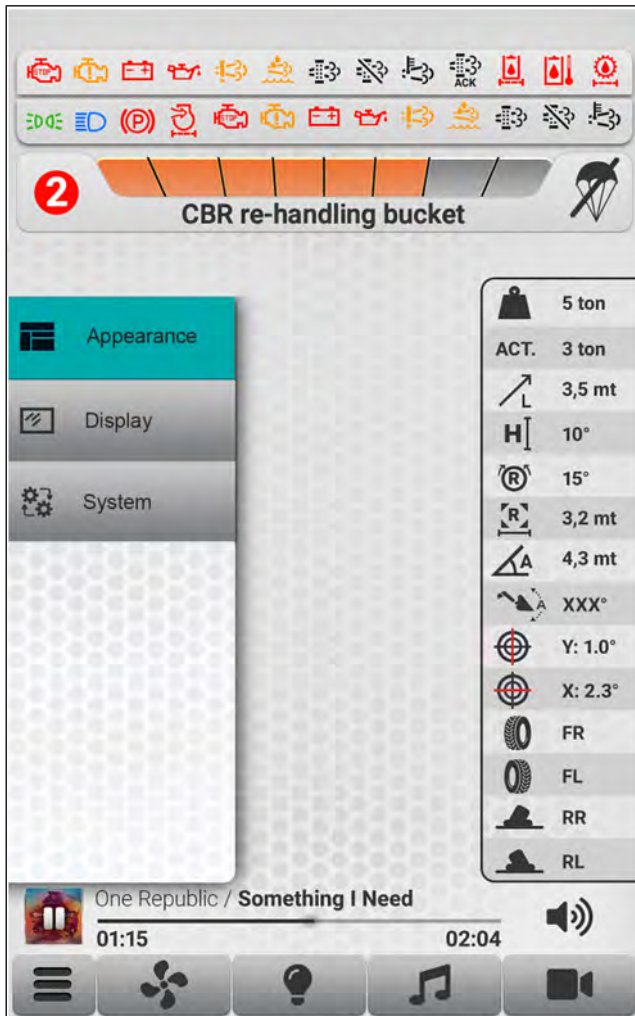 STOP
ACK
STOP
2
CBR re-handling bucket
Appearance
Display
System
5 ton
ACT. 3 ton
L 3,5 mt
H 10°
R 15°
R 3,2 mt
A 4,3 mt
A XXX°
Y: 1.0°
X: 2.3°
FR
FL
RR
RL
One Republic / Something I Need
01:15 02:04